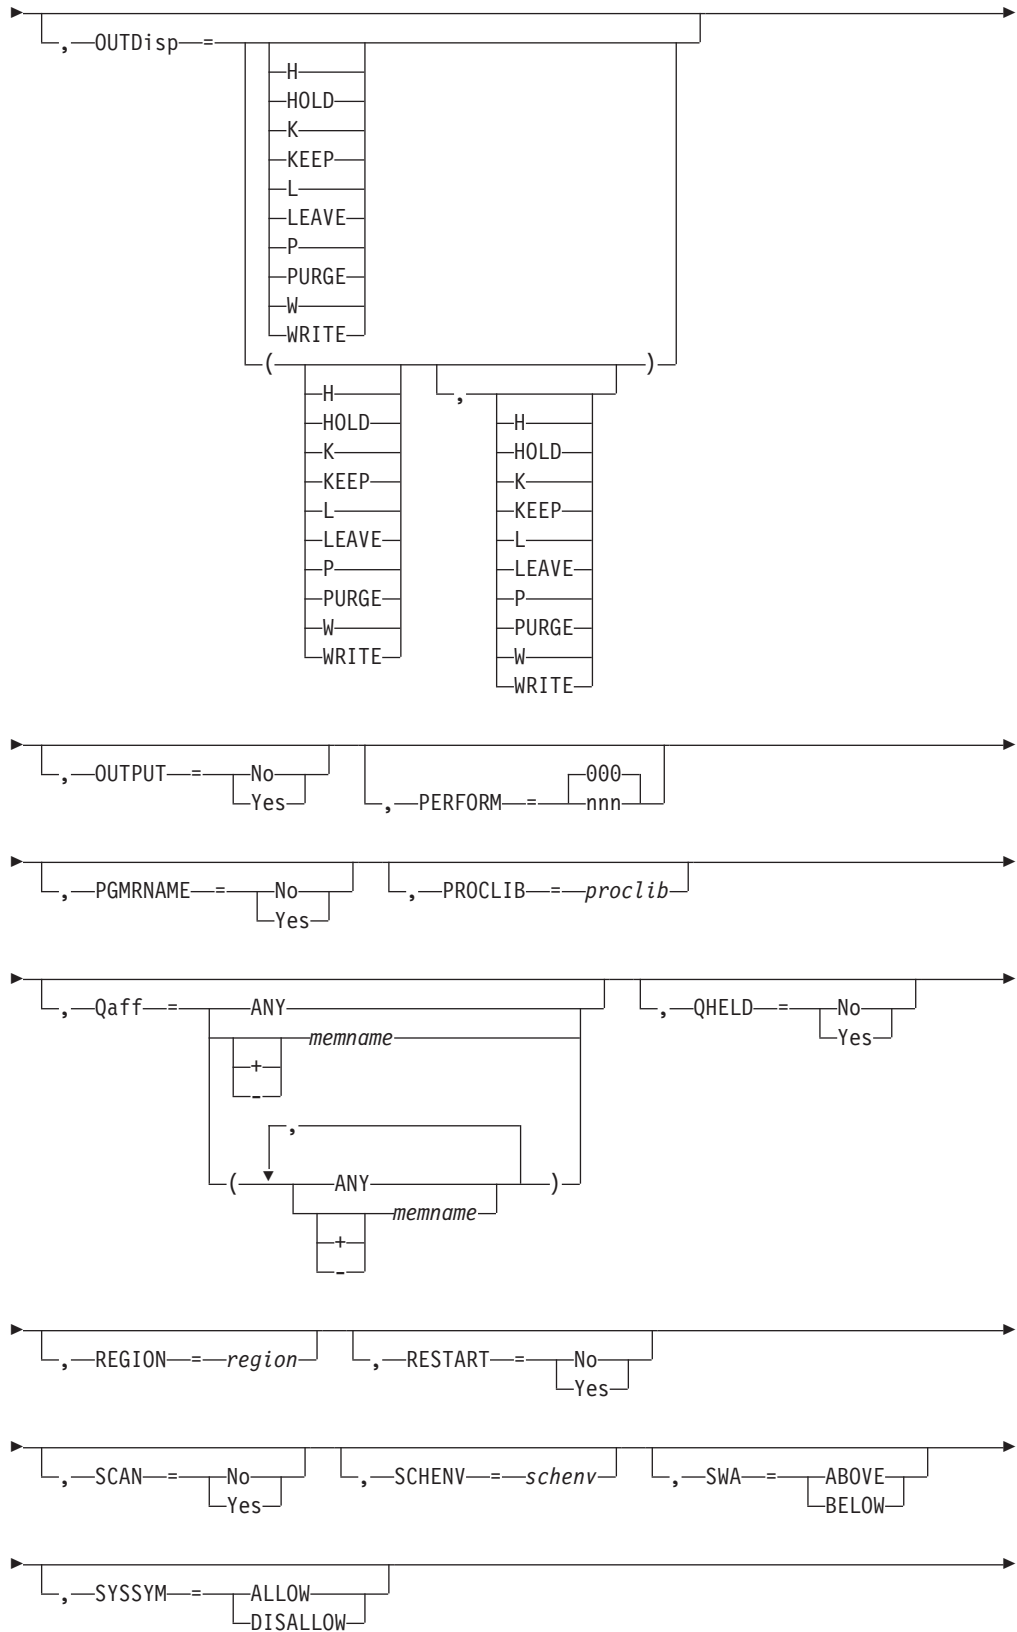 , OUTDisp =
H
HOLD
K
KEEP
L
LEAVE
P
PURGE
W
WRITE
( )
H
HOLD
K
KEEP
L
LEAVE
P
PURGE
W
WRITE
,
H
HOLD
K
KEEP
L
LEAVE
P
PURGE
W
WRITE
, OUTPUT = No
Yes
, PERFORM = 000
nnn
, PGMRNAME = No
Yes
, PROCLIB = proclib
, Qaff = ANY
memname
+
-
,
( ANY )
memname
+
-
, QHELD = No
Yes
, REGION = region
, RESTART = No
Yes
, SCAN = No
Yes
, SCHENV = schenv
, SWA = ABOVE
BELOW
, SYSSYM = ALLOW
DISALLOW